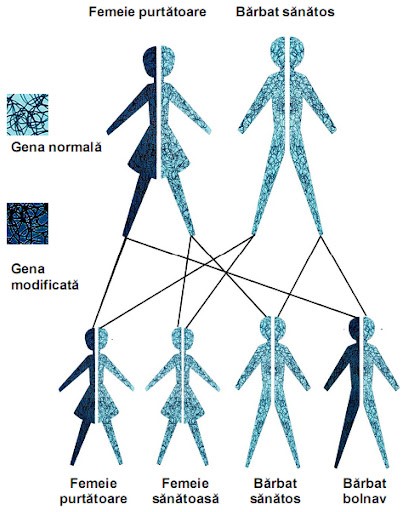 Femeie purtătoare
Bărbat sănătos
Gena normală
Gena
modificată
Femeie
purtătoare
Femeie
sănătoasă
Bărbat
sănătos
Bărbat
bolnav